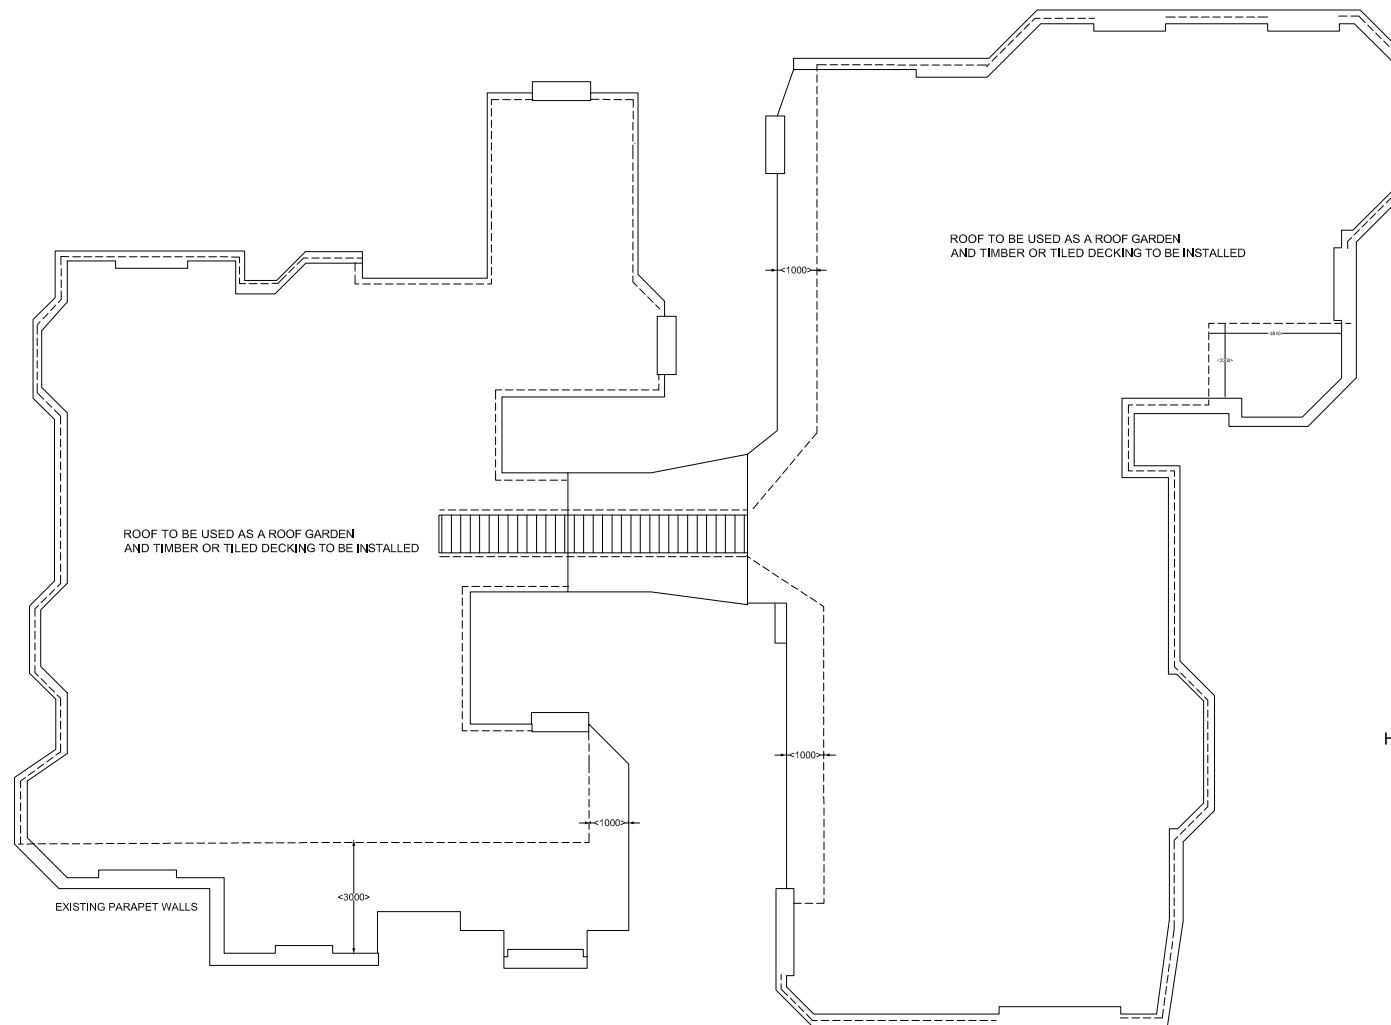 ROOF TO BE USED AS A ROOF GARDEN
AND TIMBER OR TILED DECKING TO BE INSTALLED
<1000>
ROOF TO BE USED AS A ROOF GARDEN
AND TIMBER OR TILED DECKING TO BE INSTALLED
<1000>
<1000>
<3000>
EXISTING PARAPET WALLS
H